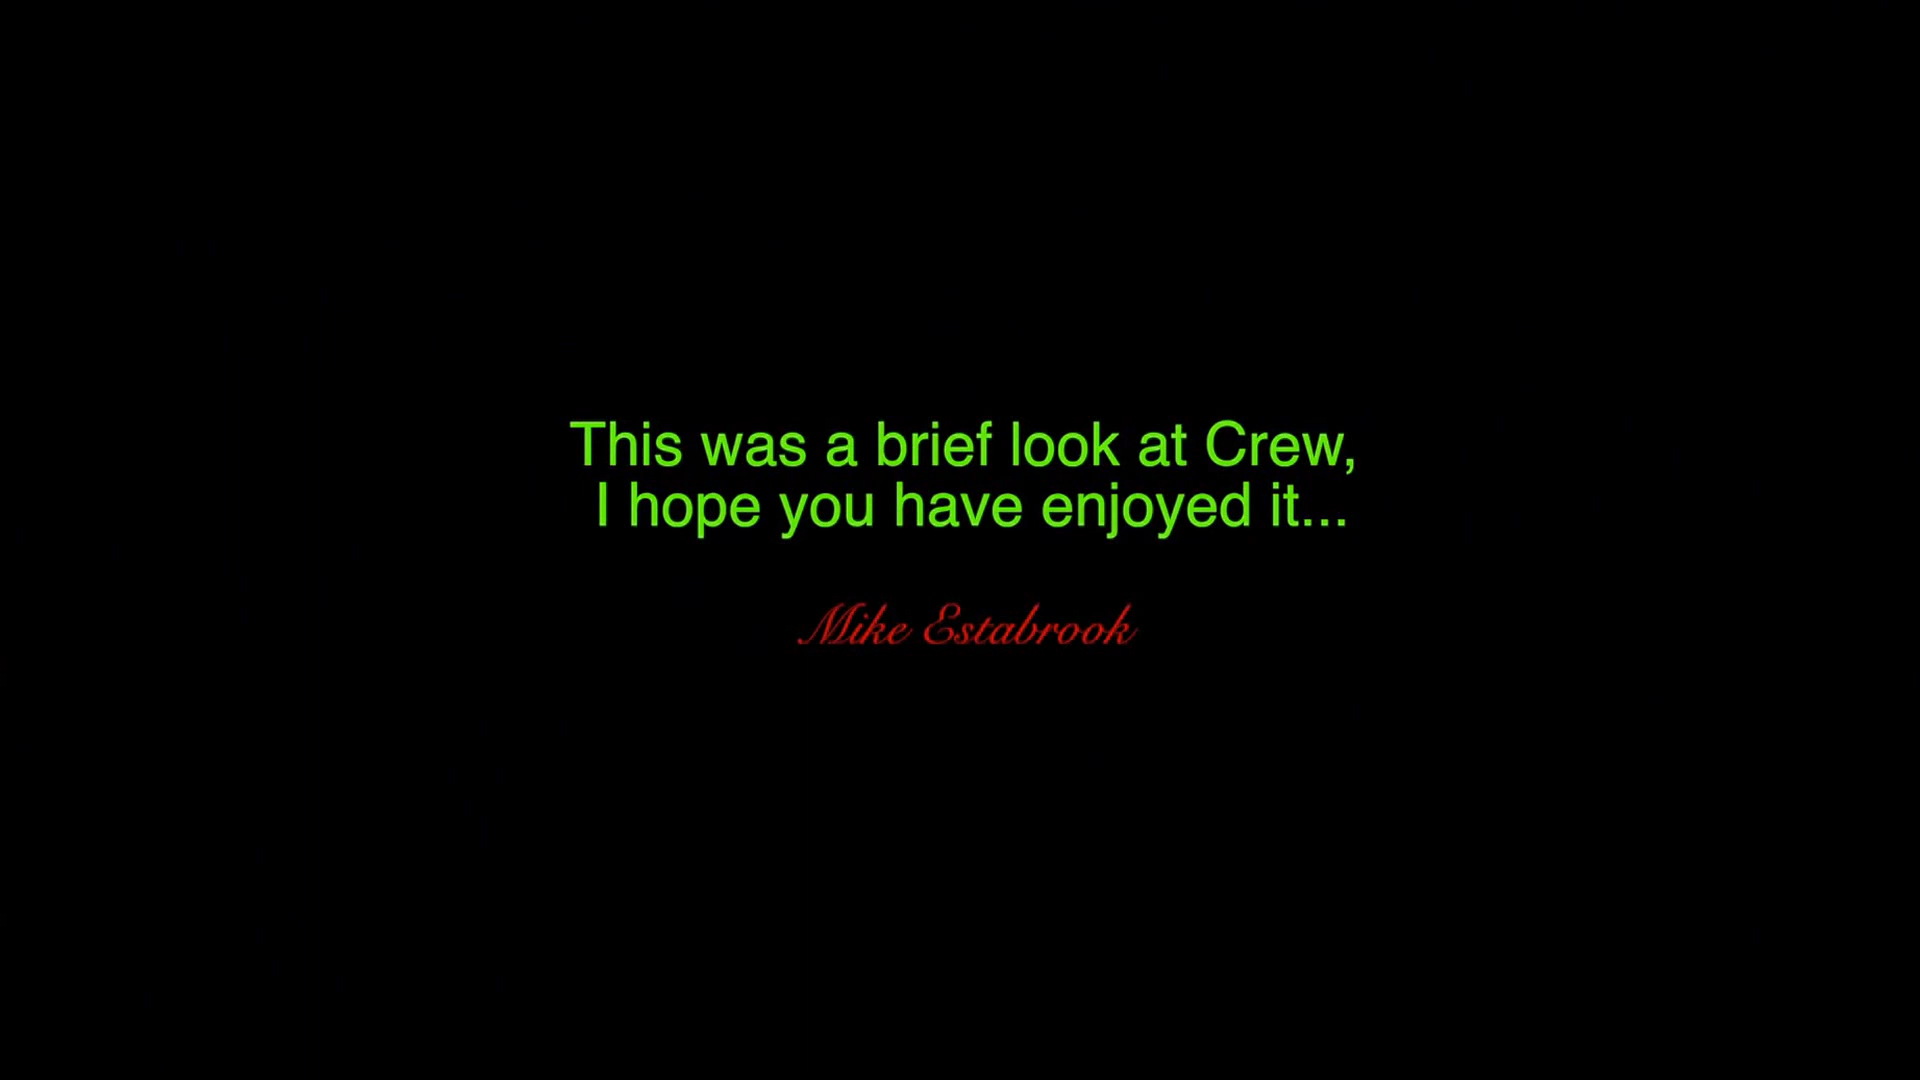 This was a brief look at Crew,
I hope you have enjoyed it...
Mike Estabrook